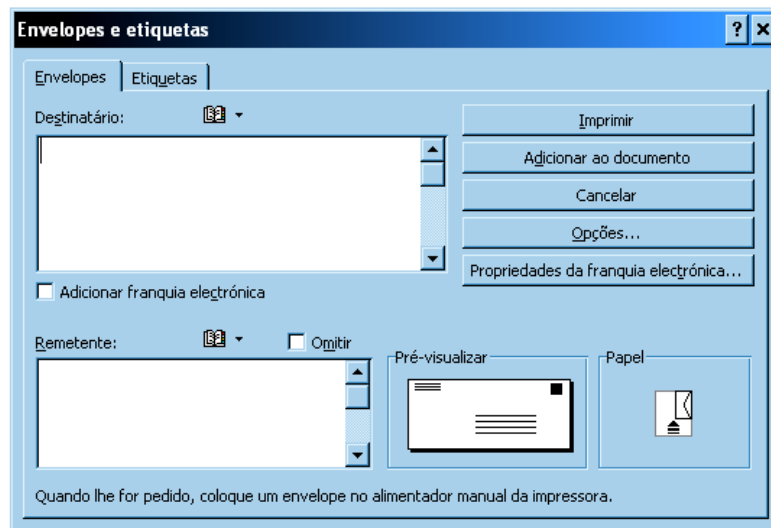 Envelopes e etiquetas
Envelopes
Etiquetas
Destinatário:
Imprimir
Adicionar ao documento
Cancelar
Opções...
Propriedades da franquia electrónica...
Adicionar franquia electrónica
Remetente:
Omitir
Pré-visualizar
Papel
Quando lhe for pedido, coloque um envelope no alimentador manual da impressora.